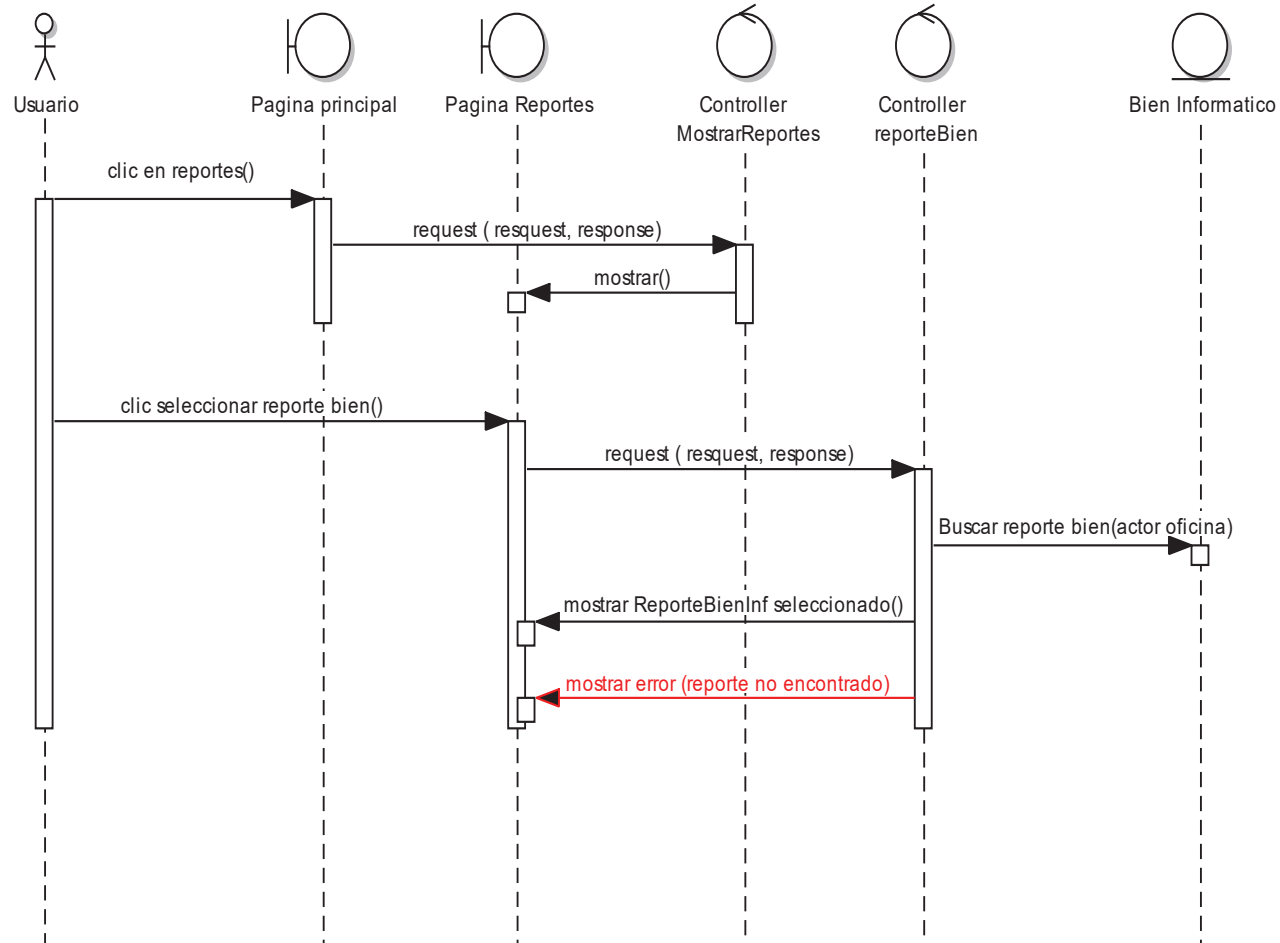 Usuario
Pagina principal
Pagina Reportes
Controller
MostrarReportes
Controller
reporteBien
Bien Informatico
clic en reportes()
request ( resquest, response)
mostrar()
clic seleccionar reporte bien()
request ( resquest, response)
Buscar reporte bien(actor oficina)
mostrar ReporteBienInf seleccionado()
mostrar error (reporte no encontrado)